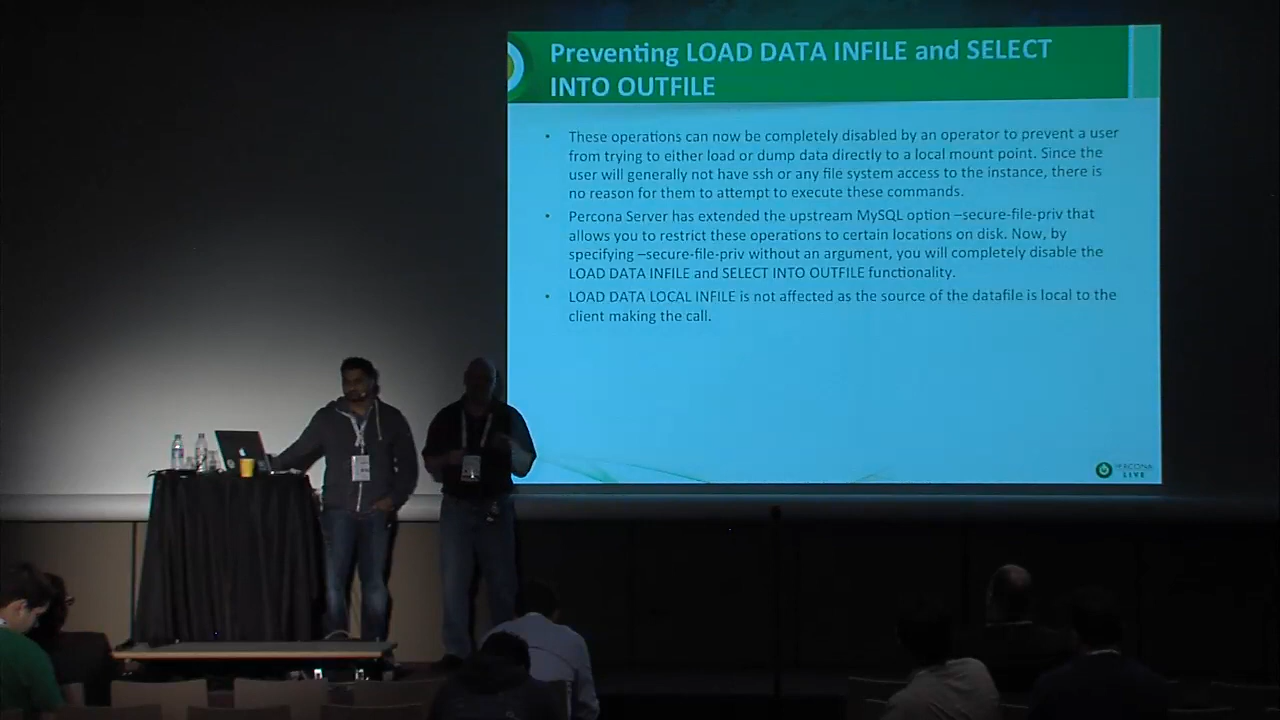 Preventing LOAD DATA INFILE and SELECT
INTO OUTFILE
• These operations can now be completely disabled by an operator to prevent a user
from trying to either load or dump data directly to a local mount point. Since the
user will generally not have ssh or any file system access to the instance, there is
no reason for them to attempt to execute these commands.
• Percona Server has extended the upstream MySQL option –secure-file-priv that
allows you to restrict these operations to certain locations on disk. Now, by
specifying –secure-file-priv without an argument, you will completely disable the
LOAD DATA INFILE and SELECT INTO OUTFILE functionality.
• LOAD DATA LOCAL INFILE is not affected as the source of the datafile is local to the
client making the call.
PERCONA
LIVE